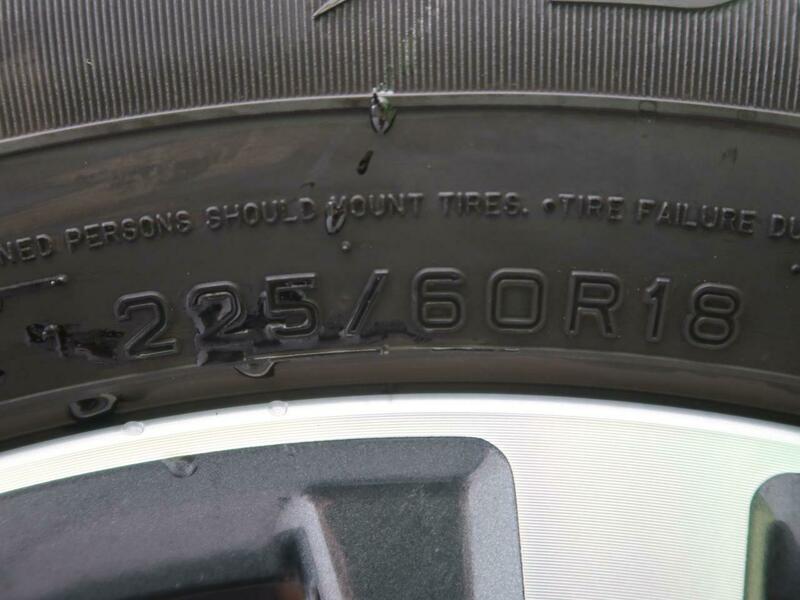 NED PERSONS SHOULD MOUNT TIRES. •TIRE FAILURE DU
225/60R18